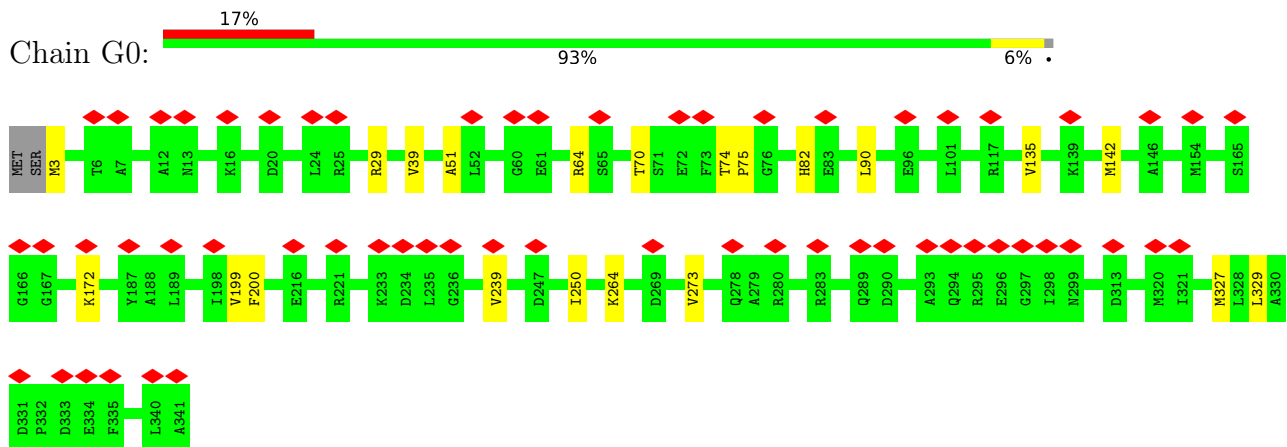 17%
Chain G0:
93% 6% •
MET SER M3 T6 A7 A12 N13 K16 D20 L24 R25 R29 V39 A51 L52 G60 E61 R64 S65 T70 S71 E72 F73 T74 P75 G76 H82 E83 L90 E96 L101 R117 V135 K139 M142 A146 M154 S165
G166 G167 K172 Y187 A188 L189 I198 V199 F200 E216 R221 K233 D234 L235 G236 V239 D247 I250 K264 D269 V273 Q278 A279 R280 R283 Q289 D290 A293 Q294 R295 E296 G297 I298 N299 D313 M320 I321 M327 L328 L329 A330
D331 P332 D333 E334 F335 L340 A341